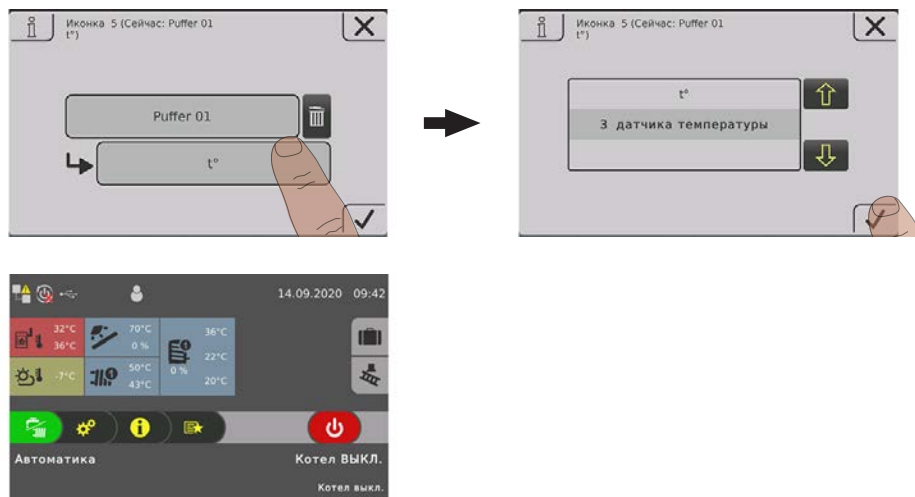 Иконка 5 (Сейчас: Puffer 01
t°)
Puffer 01
t°
Иконка 5 (Сейчас: Puffer 01
t°)
t°
3 датчика температуры
14.09.2020 09:42
32°C
36°C
70°C
0 %
36°C
22°C
20°C
0 %
-7°C
50°C
43°C
Автоматика
Котел ВЫКЛ.
Котел выкл.